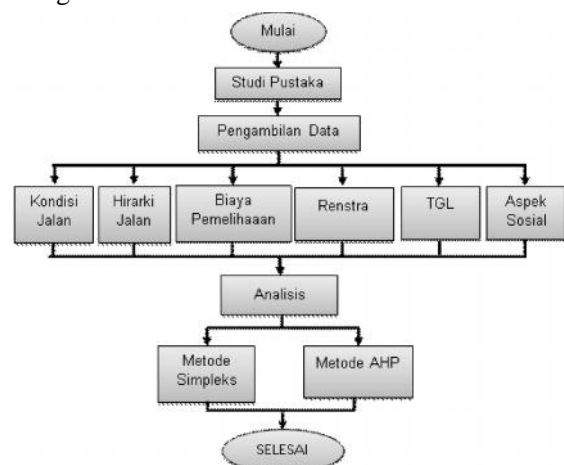 Mulai
Studi Pustaka
Pengambilan Data
Kondisi
Jalan
Hirarki
Jalan
Biaya
Pemelihaaan
Renstra
TGL
Aspek
Sosial
Analisis
Metode
Simpleks
Metode AHP
SELESAI